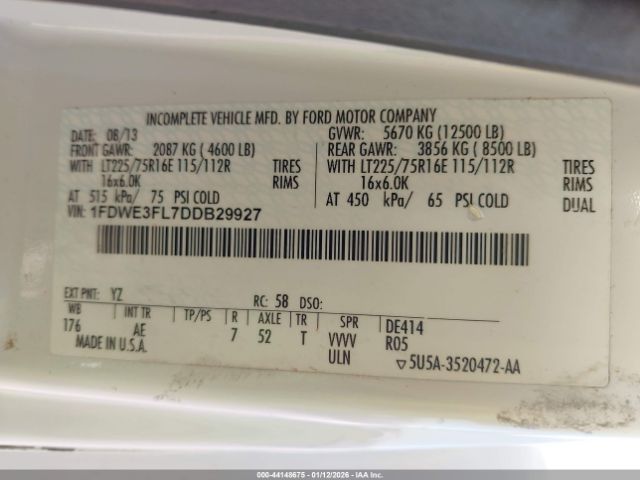 INCOMPLETE VEHICLE MFD. BY FORD MOTOR COMPANY
DATE: 08/13 GVWR: 5670 KG (12500 LB)
FRONT GAWR: 2087 KG ( 4600 LB) REAR GAWR: 3856 KG ( 8500 LB)
WITH LT225/75R16E 115/112R TIRES WITH LT225/75R16E 115/112R TIRES
16x6.0K RIMS 16x6.0K RIMS
AT 515 kPa/ 75 PSI COLD AT 450 kPa/ 65 PSI COLD DUAL
VIN: 1FDWE3FL7DDB29927
EXT PNT: YZ RC: 58 DSO:
WB INT TR TP/PS R AXLE TR SPR DE414
176 AE 7 52 T VVVV R05
MADE IN U.S.A. ULN ▽5U5A-3520472-AA
000-44148675 - 01/12/2026 - IAAI.CA